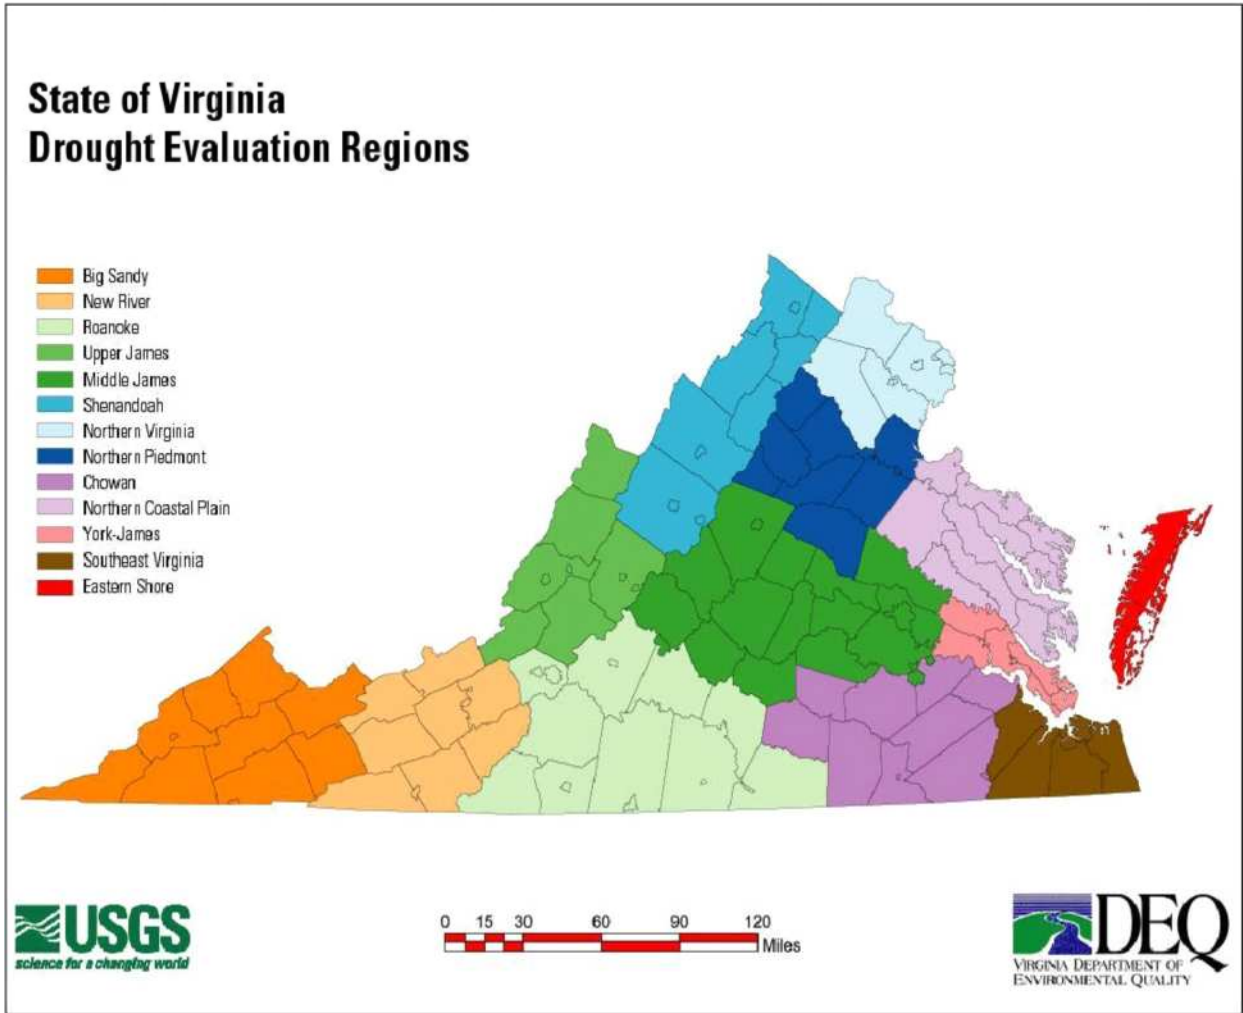 State of Virginia
Drought Evaluation Regions
Big Sandy
New River
Roanoke
Upper James
Middle James
Shenandoah
Northern Virginia
Northern Piedmont
Chowan
Northern Coastal Plain
York-James
Southeast Virginia
Eastern Shore
USGS
science for a changing world
0 15 30 60 90 120
Miles
DEQ
VIRGINIA DEPARTMENT OF
ENVIRONMENTAL QUALITY